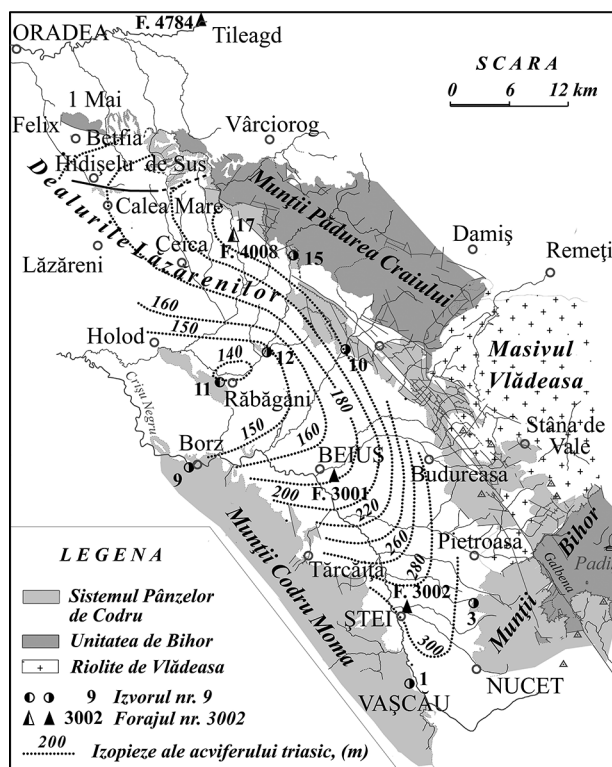 F. 4784
Tileagd
ORADEA
SCARA
0 6 12 km
1 Mai
Felix
Betfia
Vârciorog
Hidişelu de Sus
Munţii Pădurea Craiului
Dealurile Lăzărenilor
Calea Mare
17
F. 4008
Damiş
Lăzăreni
Ceica
15
Remeţi
160
Holod
150
12
10
Masivul
Vlădeasa
140
11
Răbăgani
180
Crişu Negru
150
160
Stâna de
Vale
Borz
9
BEIUŞ
Budureasa
200
F. 3001
220
260
280
Pietroasa
Bihor
Galbena
Padiş
Munţii Codru Moma
Tărcăiţa
F. 3002
ŞTEI
3
Munţii
300
1
VAŞCĂU
NUCET
LEGENA
Sistemul Pânzelor
de Codru
Unitatea de Bihor
+ Riolite de Vlădeasa
9 Izvorul nr. 9
3002 Forajul nr. 3002
200 Izopieze ale acviferului triasic, (m)